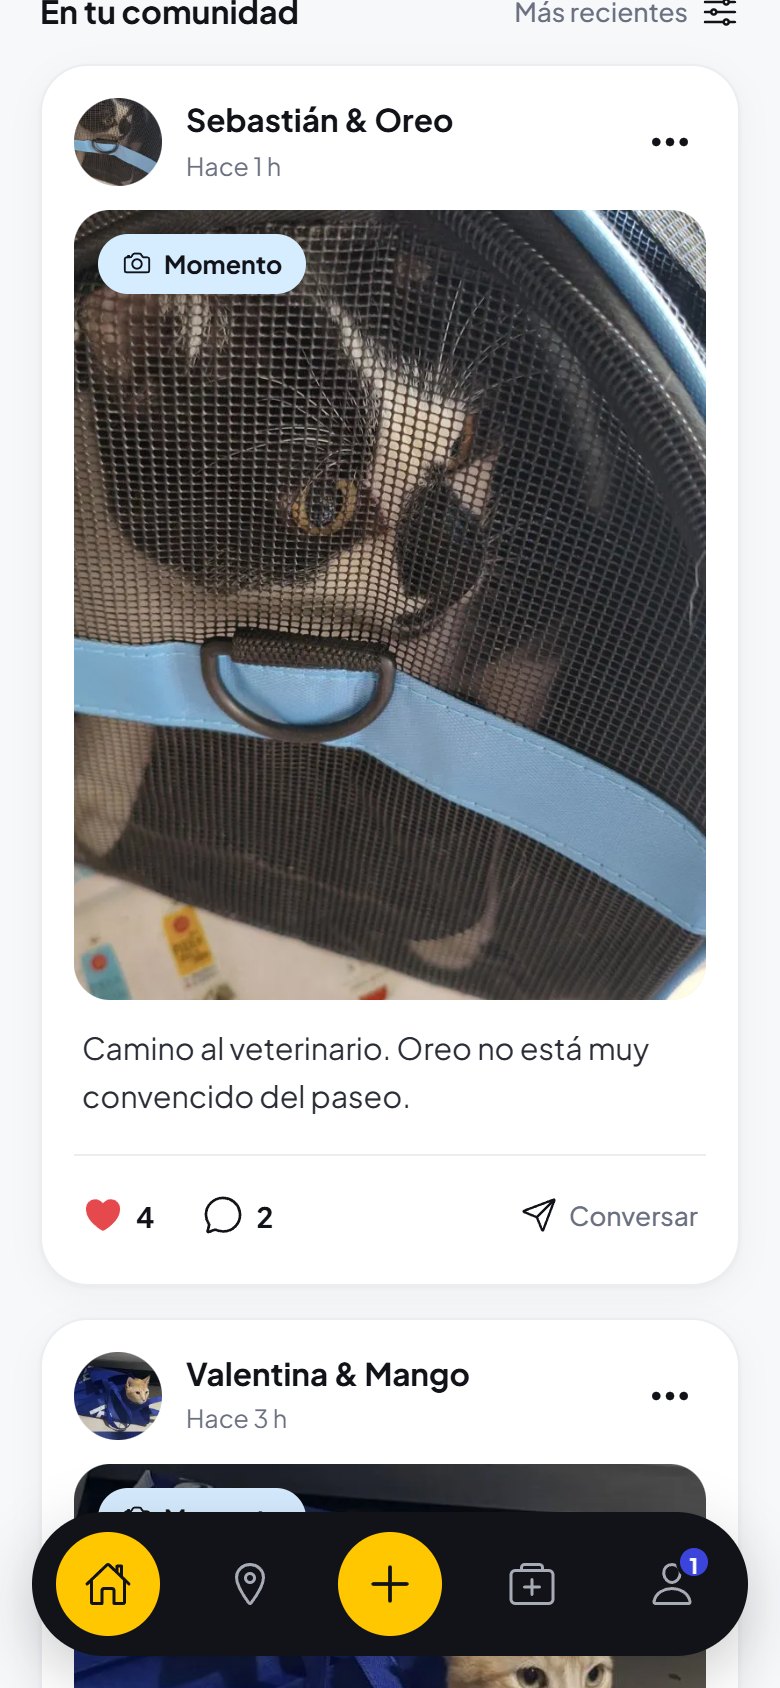 En tu comunidad
Más recientes
Sebastián & Oreo
Hace 1 h
Momento
Camino al veterinario. Oreo no está muy
convencido del paseo.
4
2
Conversar
Valentina & Mango
Hace 3 h
1